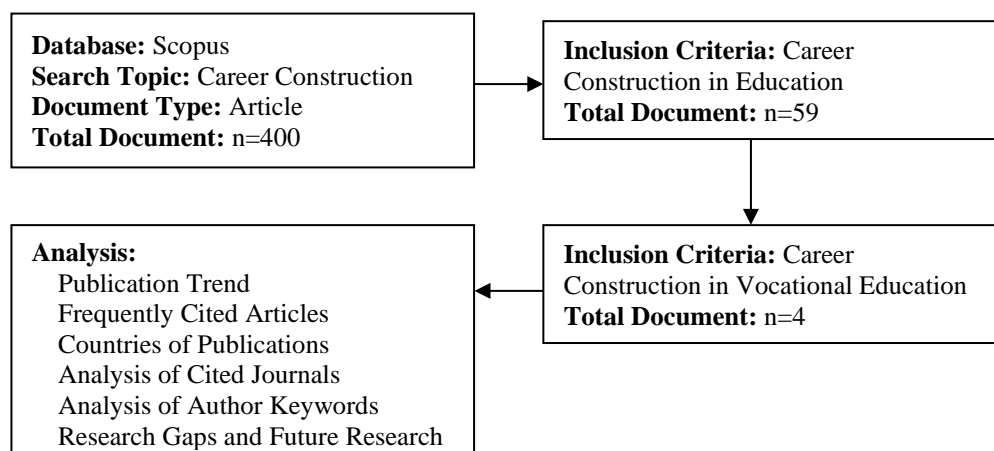 Database: Scopus
Search Topic: Career Construction
Document Type: Article
Total Document: n=400
Inclusion Criteria: Career
Construction in Education
Total Document: n=59
Inclusion Criteria: Career
Construction in Vocational Education
Total Document: n=4
Analysis:
Publication Trend
Frequently Cited Articles
Countries of Publications
Analysis of Cited Journals
Analysis of Author Keywords
Research Gaps and Future Research